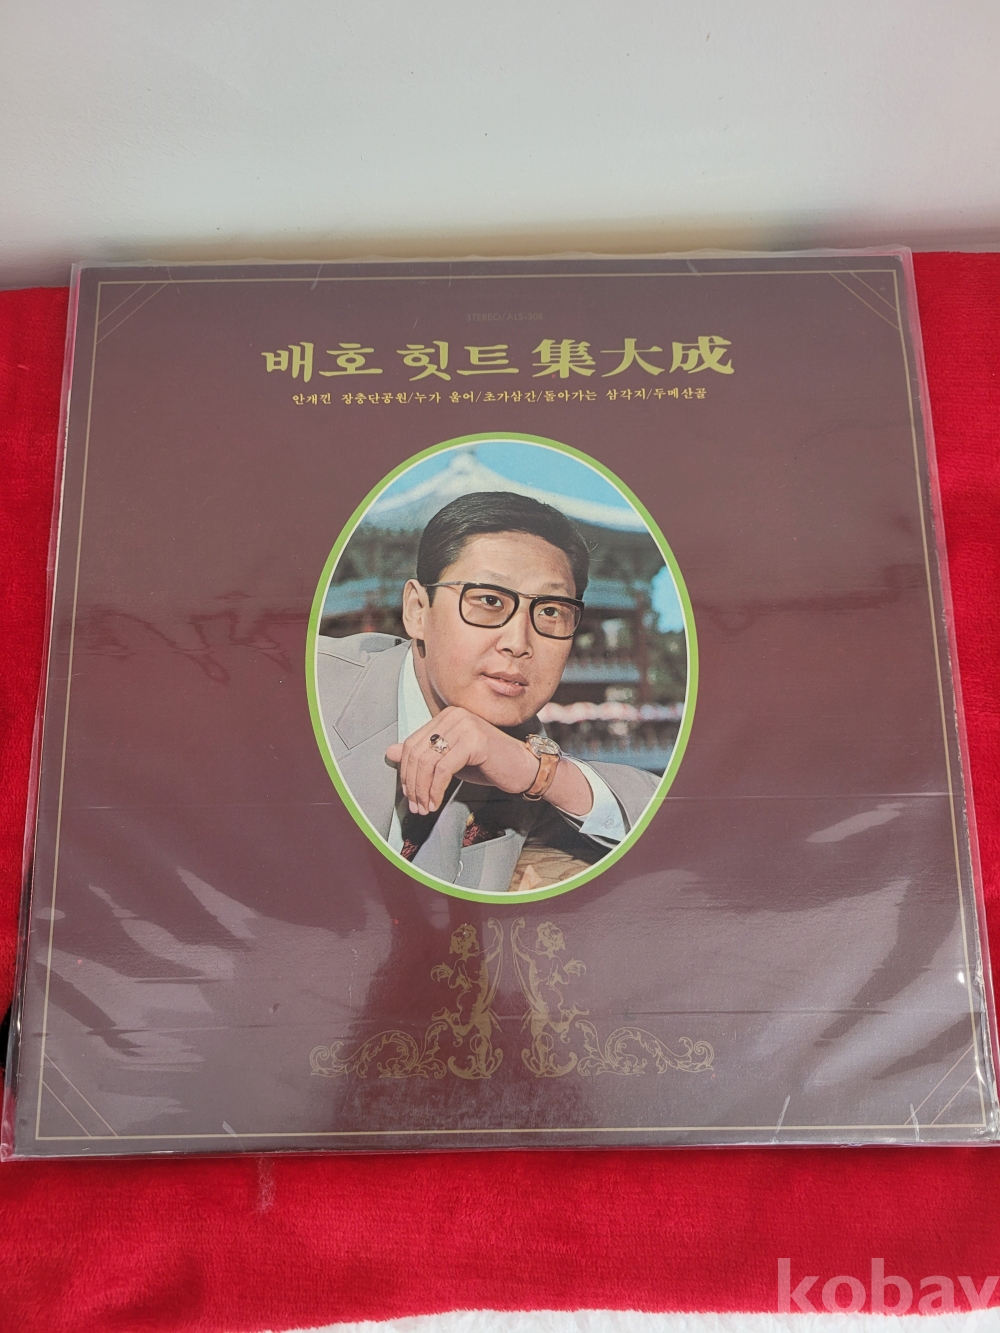 STEREO/ALS-308
배호 힛트 集大成
안개낀 장충단공원/누가 울어/초가삼간/돌아가는 삼각지/두메산골
kobay